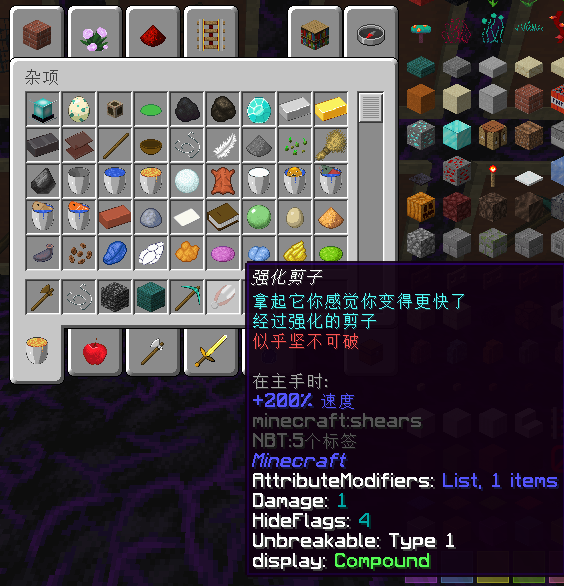 杂项
强化剪子
拿起它你感觉你变得更快了
经过强化的剪子
似乎坚不可破
在主手时:
+200% 速度
minecraft:shears
NBT:5个标签
Minecraft
AttributeModifiers: List, 1 items
Damage: 1
HideFlags: 4
Unbreakable: Type 1
display: Compound